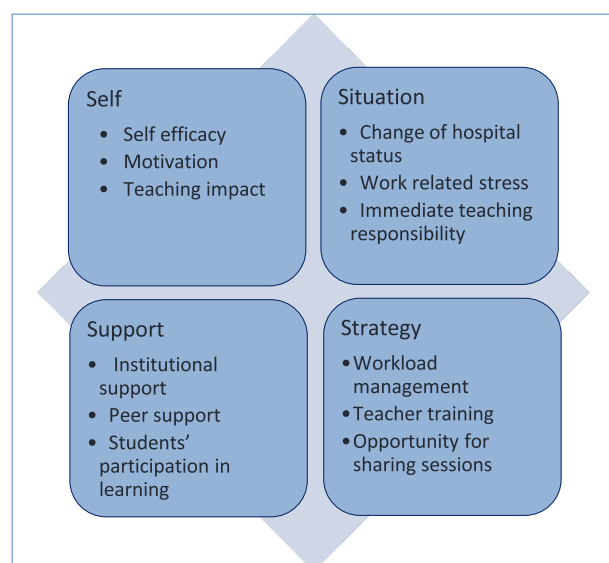 Self
• Self efficacy
• Motivation
• Teaching impact
Situation
• Change of hospital
status
• Work related stress
• Immediate teaching
responsibility
Support
• Institutional
support
• Peer support
• Students’
participation in
learning
Strategy
•Workload
management
•Teacher training
•Opportunity for
sharing sessions